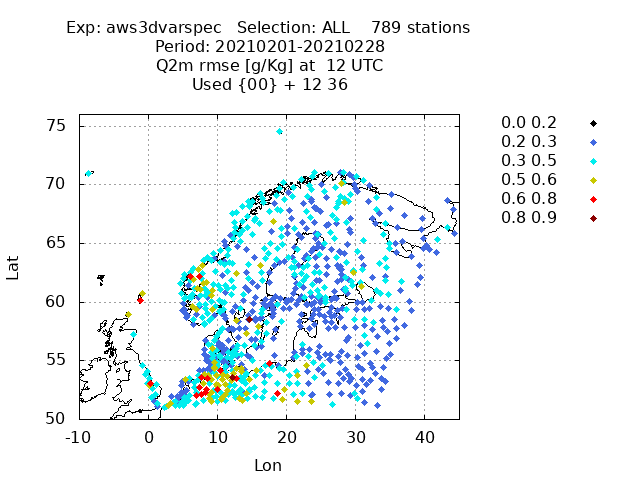 Exp: aws3dvarspec Selection: ALL 789 stations
Period: 20210201-20210228
Q2m rmse [g/Kg] at 12 UTC
Used {00} + 12 36
0.0 0.2
0.2 0.3
0.3 0.5
0.5 0.6
0.6 0.8
0.8 0.9
75
70
65
60
55
50
Lat
-10 0 10 20 30 40
Lon